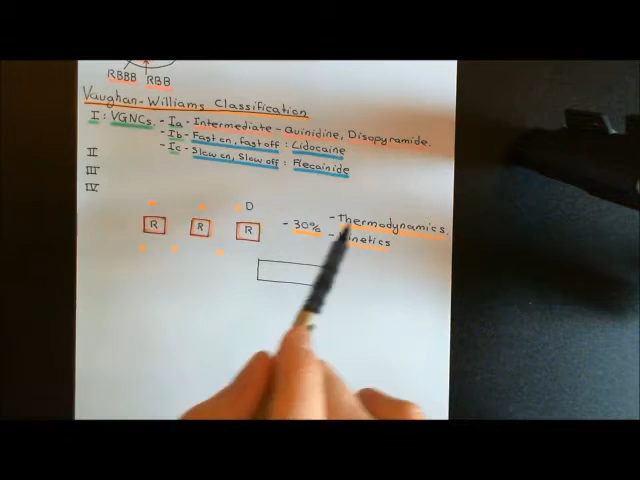 RBBB RBB
Vaughan-Williams Classification
I: VGNCs - Ia - Intermediate - Quinidine, Disopyramide.
- Ib - Fast on, fast off: Lidocaine
- Ic - Slow on, Slow off: Flecainide
II
III
IV
D
R R R - 30% - Thermodynamics.
- Kinetics